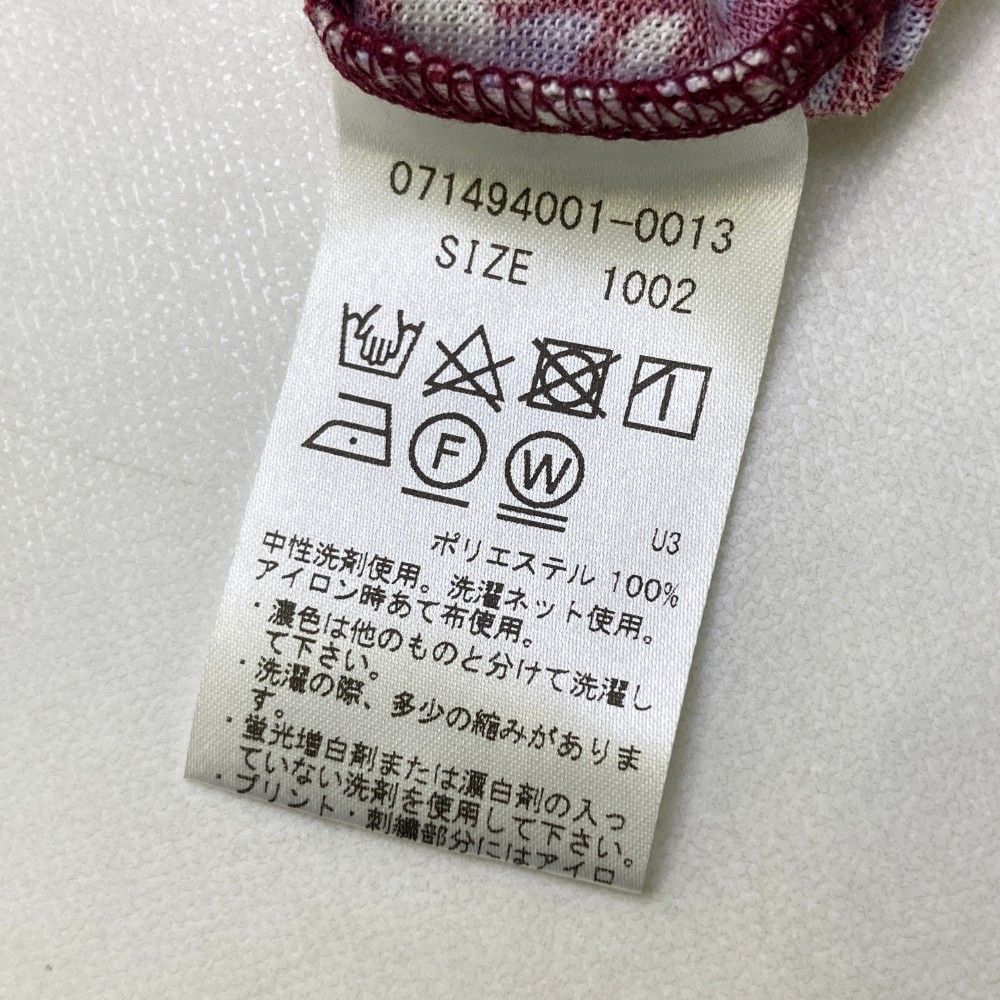 071494001-0013
SIZE 1002
F W
U3
ポリエステル 100%
中性洗剤使用。洗濯ネット使用。
アイロン時あて布使用。
・濃色は他のものと分けて洗濯し
て下さい。
・洗濯の際、多少の縮みがありま
す。
・蛍光増白剤または漂白剤の入っ
ていない洗剤を使用して下さい。
・プリント・刺繍部分にはアイロ